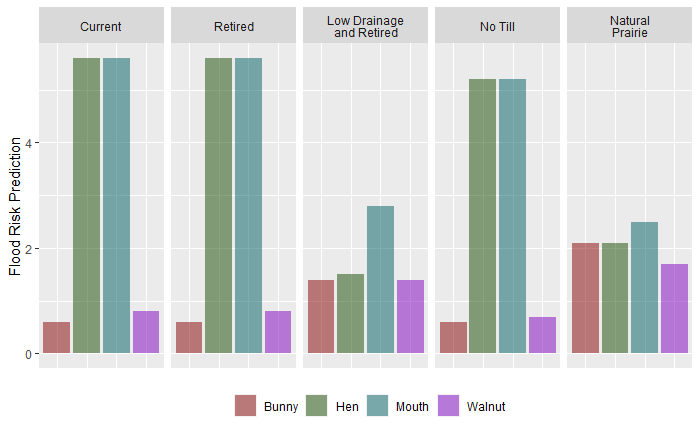 Current
Retired
Low Drainage
and Retired
No Till
Natural
Prairie
Flood Risk Prediction
4
2
0
Bunny
Hen
Mouth
Walnut